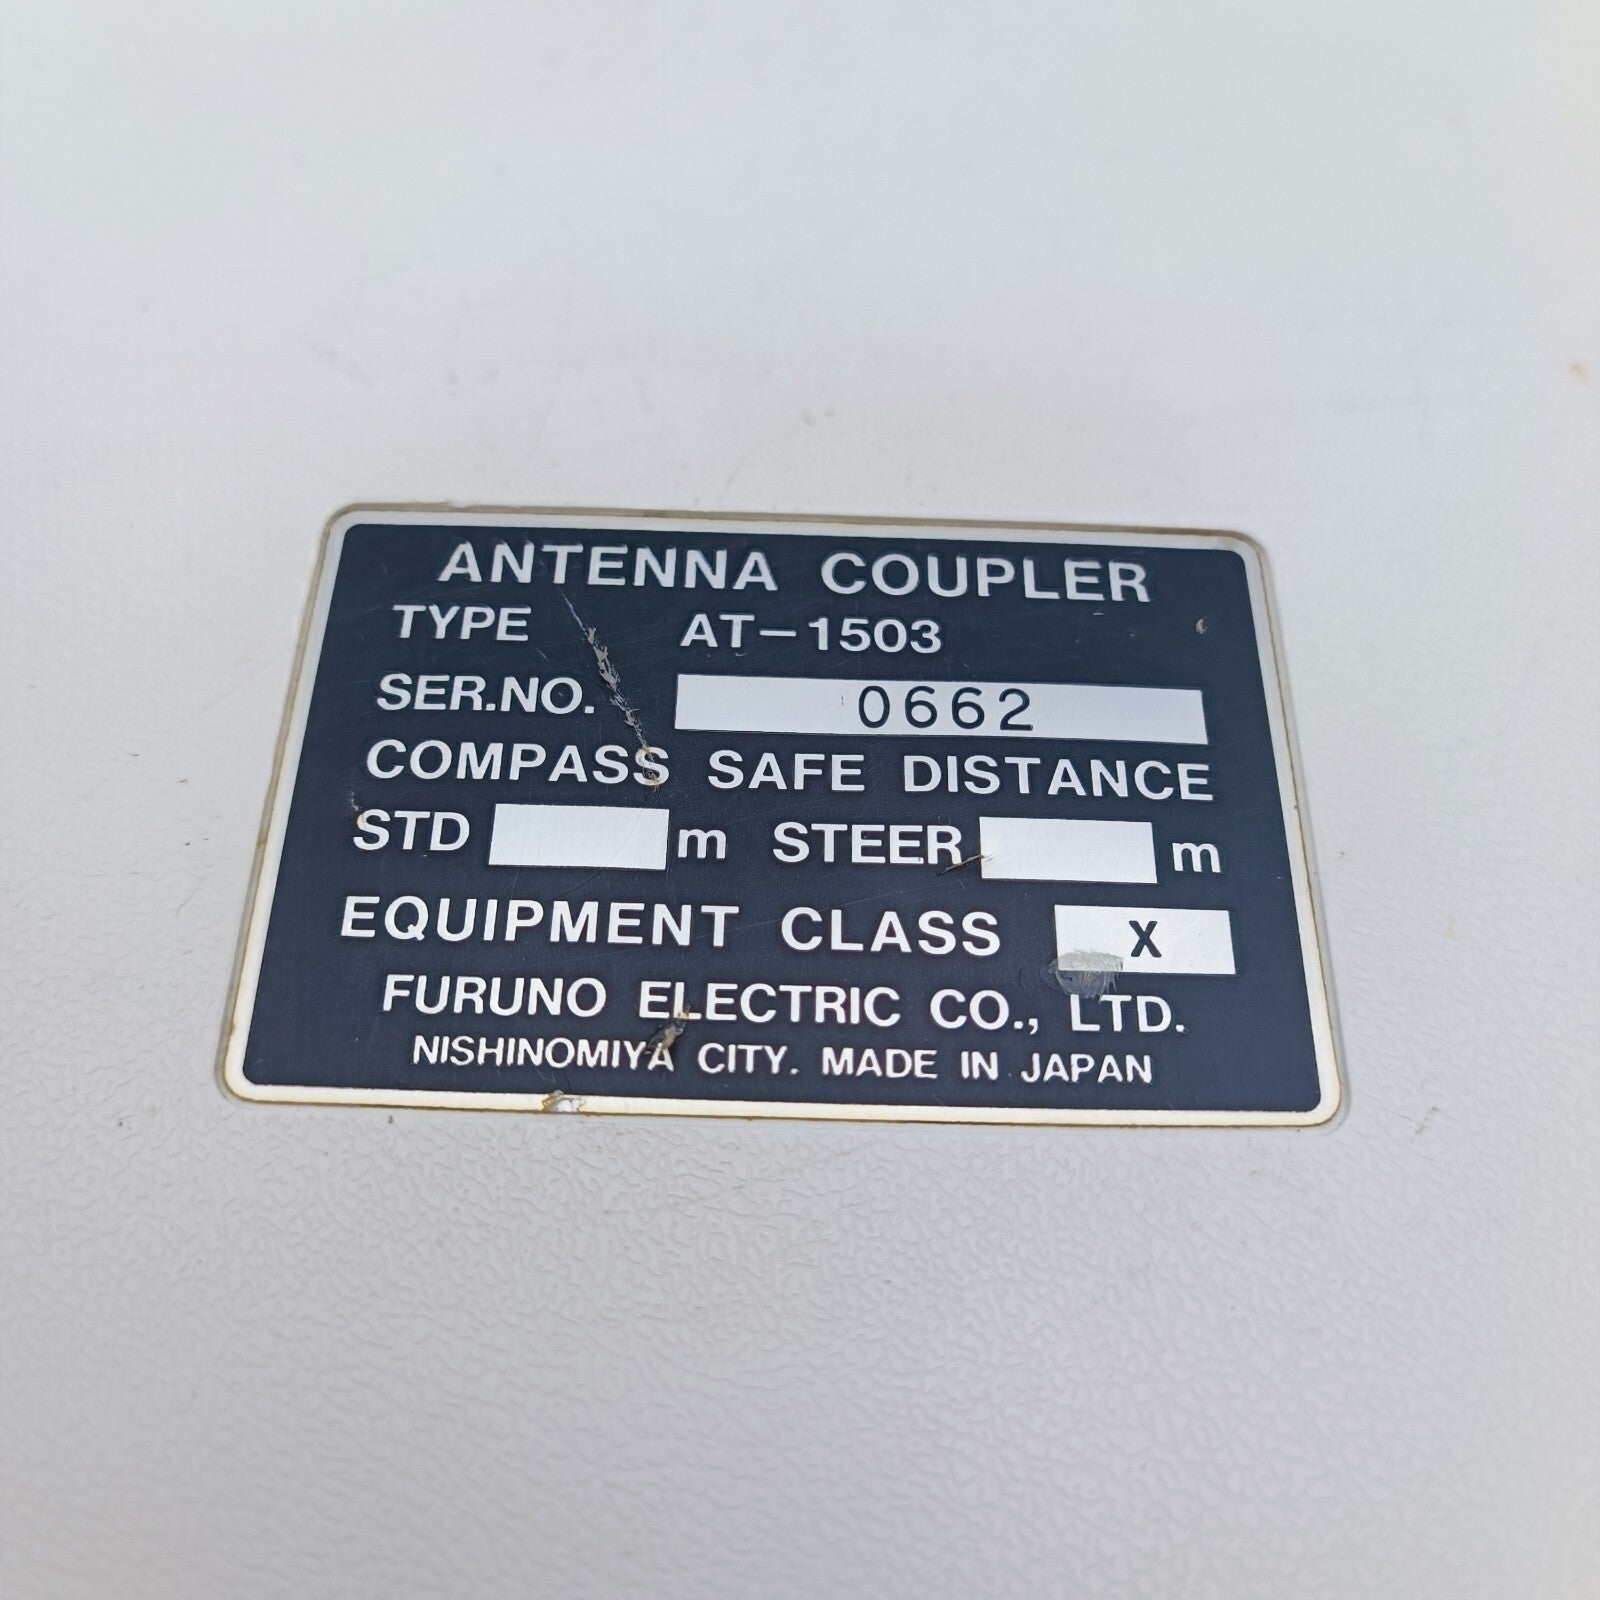 ANTENNA COUPLER
TYPE AT-1503
SER.NO. 0662
COMPASS SAFE DISTANCE
STD m STEER m
EQUIPMENT CLASS X
FURUNO ELECTRIC CO., LTD.
NISHINOMIYA CITY. MADE IN JAPAN